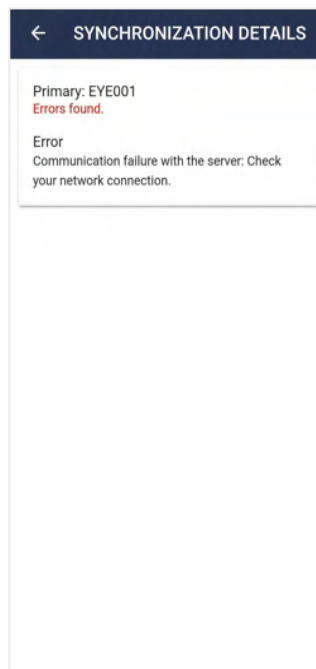 SYNCHRONIZATION DETAILS
Primary: EYE001
Errors found.
Error
Communication failure with the server: Check
your network connection.